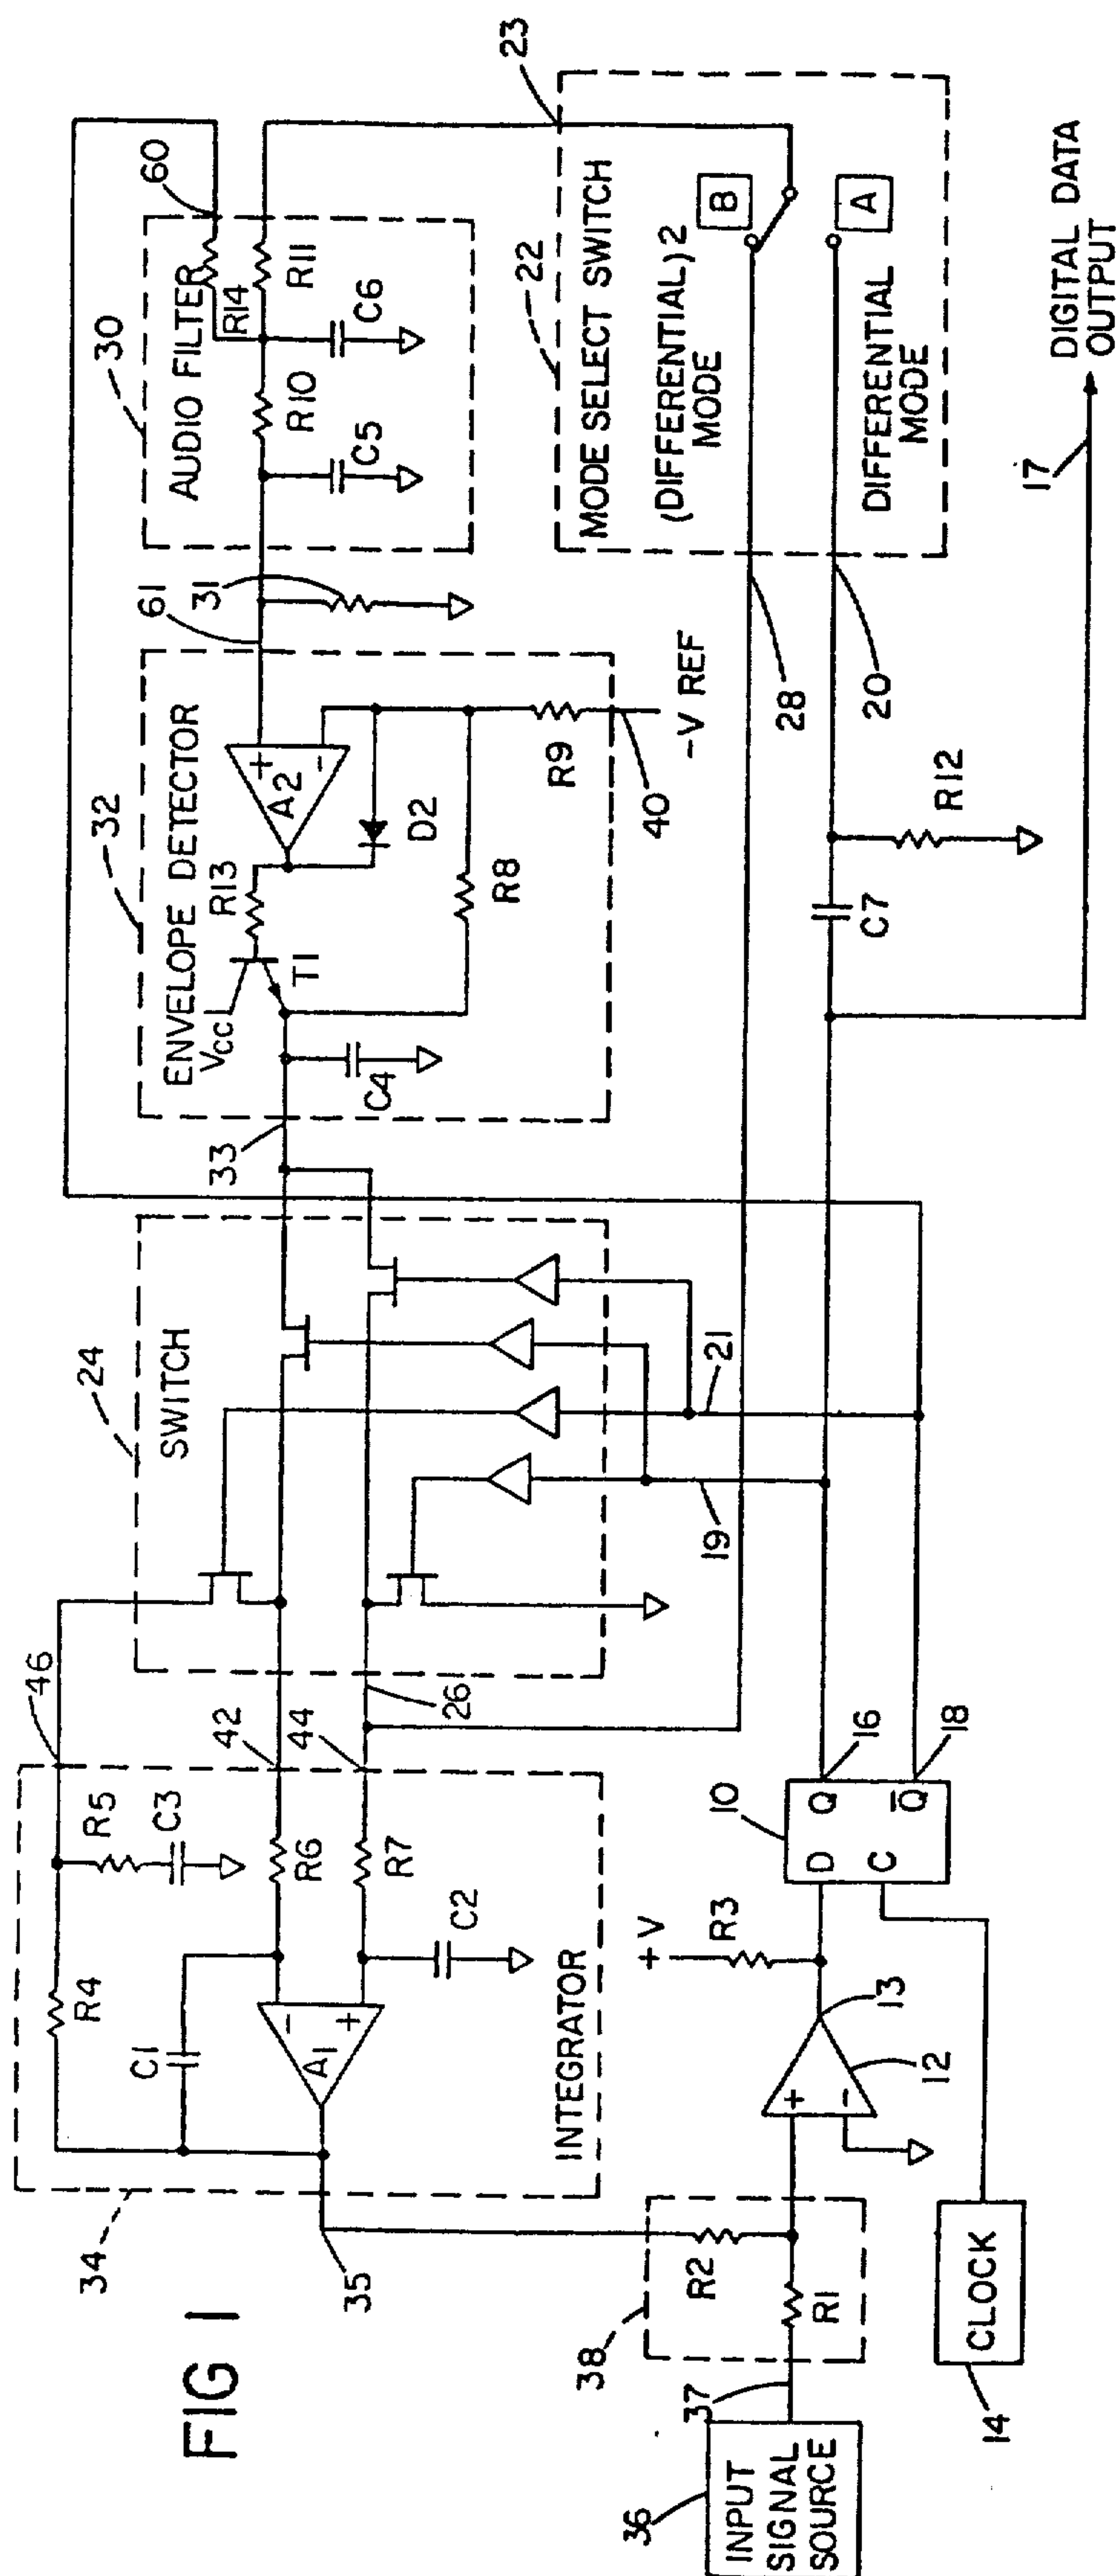 FIG 1
34
INTEGRATOR
C1
R4
R5
C3
46
A1
-
+
R6
42
R7
44
C2
26
35
24
SWITCH
19
21
33
32
ENVELOPE DETECTOR
VCC
T1
R13
C4
A2
+
-
D2
R8
R9
40
-V REF
61
31
30
AUDIO FILTER
60
R14
R11
R10
C6
C5
23
22
MODE SELECT SWITCH
(DIFFERENTIAL) 2
MODE
B
DIFFERENTIAL
MODE
A
28
20
R12
C7
17
DIGITAL DATA
OUTPUT
36
INPUT
SIGNAL
SOURCE
37
38
R2
R1
+
-
12
13
+V
R3
10
D
Q
C
Q̅
16
18
CLOCK
14